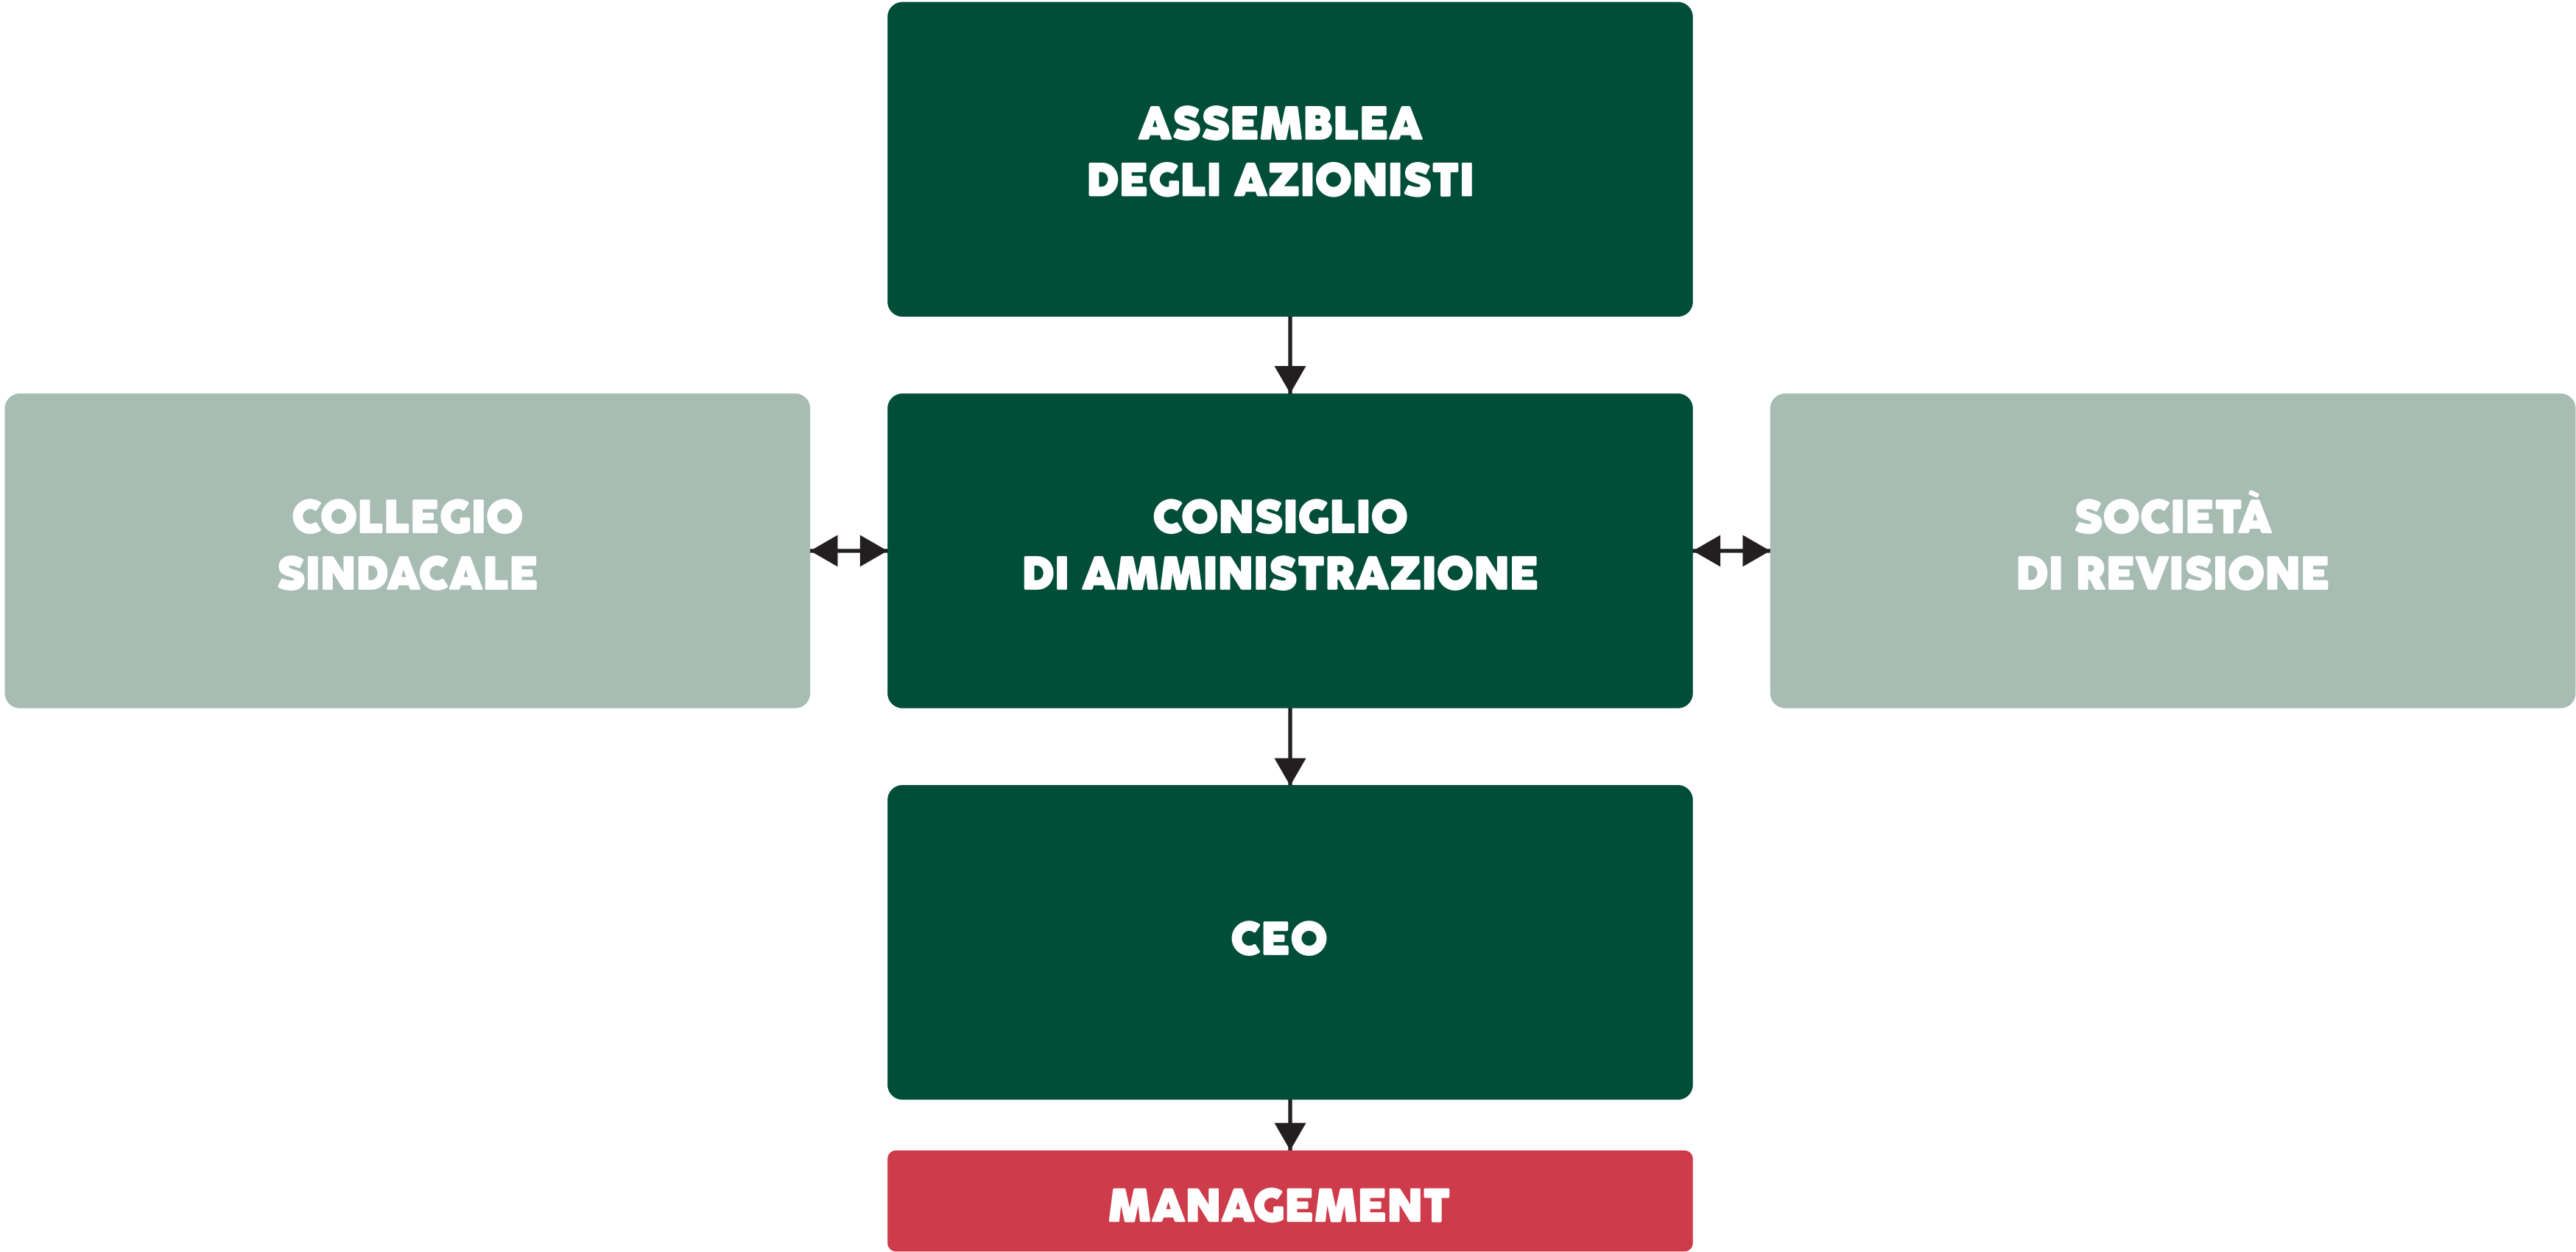 ASSEMBLEA
DEGLI AZIONISTI
COLLEGIO
SINDACALE
CONSIGLIO
DI AMMINISTRAZIONE
SOCIETÀ
DI REVISIONE
CEO
MANAGEMENT